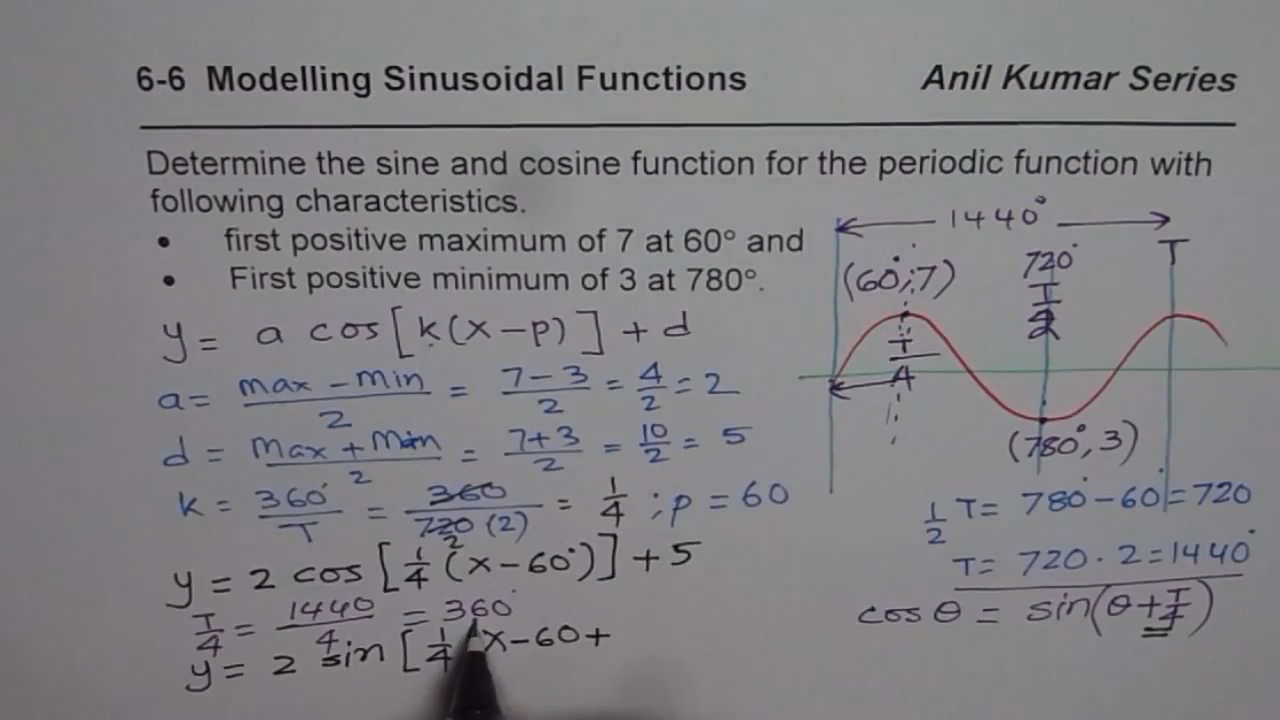 6-6 Modelling Sinusoidal Functions
Anil Kumar Series
Determine the sine and cosine function for the periodic function with
following characteristics.
• first positive maximum of 7 at 60° and
• First positive minimum of 3 at 780°.
y = a cos[k(x-p)] + d
a = max - min / 2 = 7-3 / 2 = 4/2 = 2
d = Max + Min / 2 = 7+3 / 2 = 10/2 = 5
k = 360° / T = 360 / 720 (2) = 1/4 ; p = 60
2
y = 2 cos [1/4 (x-60°)] + 5
T/4 = 1440 / 4 = 360°
y = 2 sin [1/4 (x-60+
1440°
T
(60°, 7)
720°
T/2
T/4
(780°, 3)
1/2 T = 780° - 60° = 720
T = 720 · 2 = 1440°
cos θ = sin(θ + T/4)